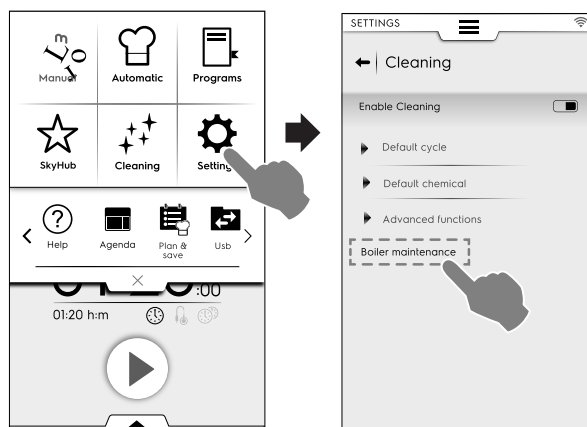 Manual
Automatic
Programs
SkyHub
Cleaning
Setting
?
Help
Agenda
Plan &
save
Usb
:00
01:20 h:m
SETTINGS
Cleaning
Enable Cleaning
Default cycle
Default chemical
Advanced functions
Boiler maintenance